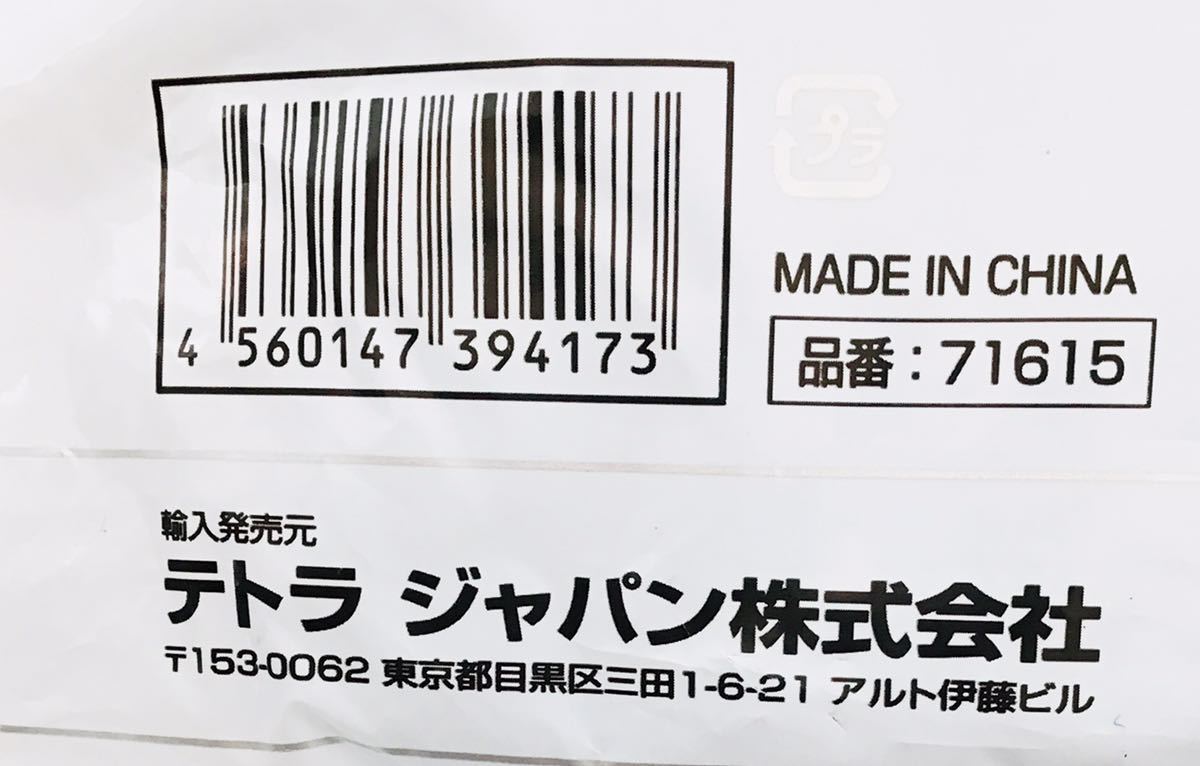 4 560147 394173
プラ
MADE IN CHINA
品番：71615
輸入発売元
テトラ ジャパン株式会社
〒153-0062 東京都目黒区三田1-6-21 アルト伊藤ビル